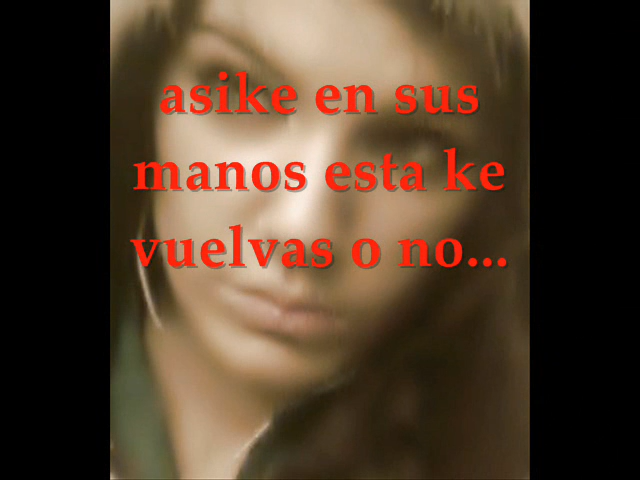 asike en sus
manos esta ke
vuelvas o no...